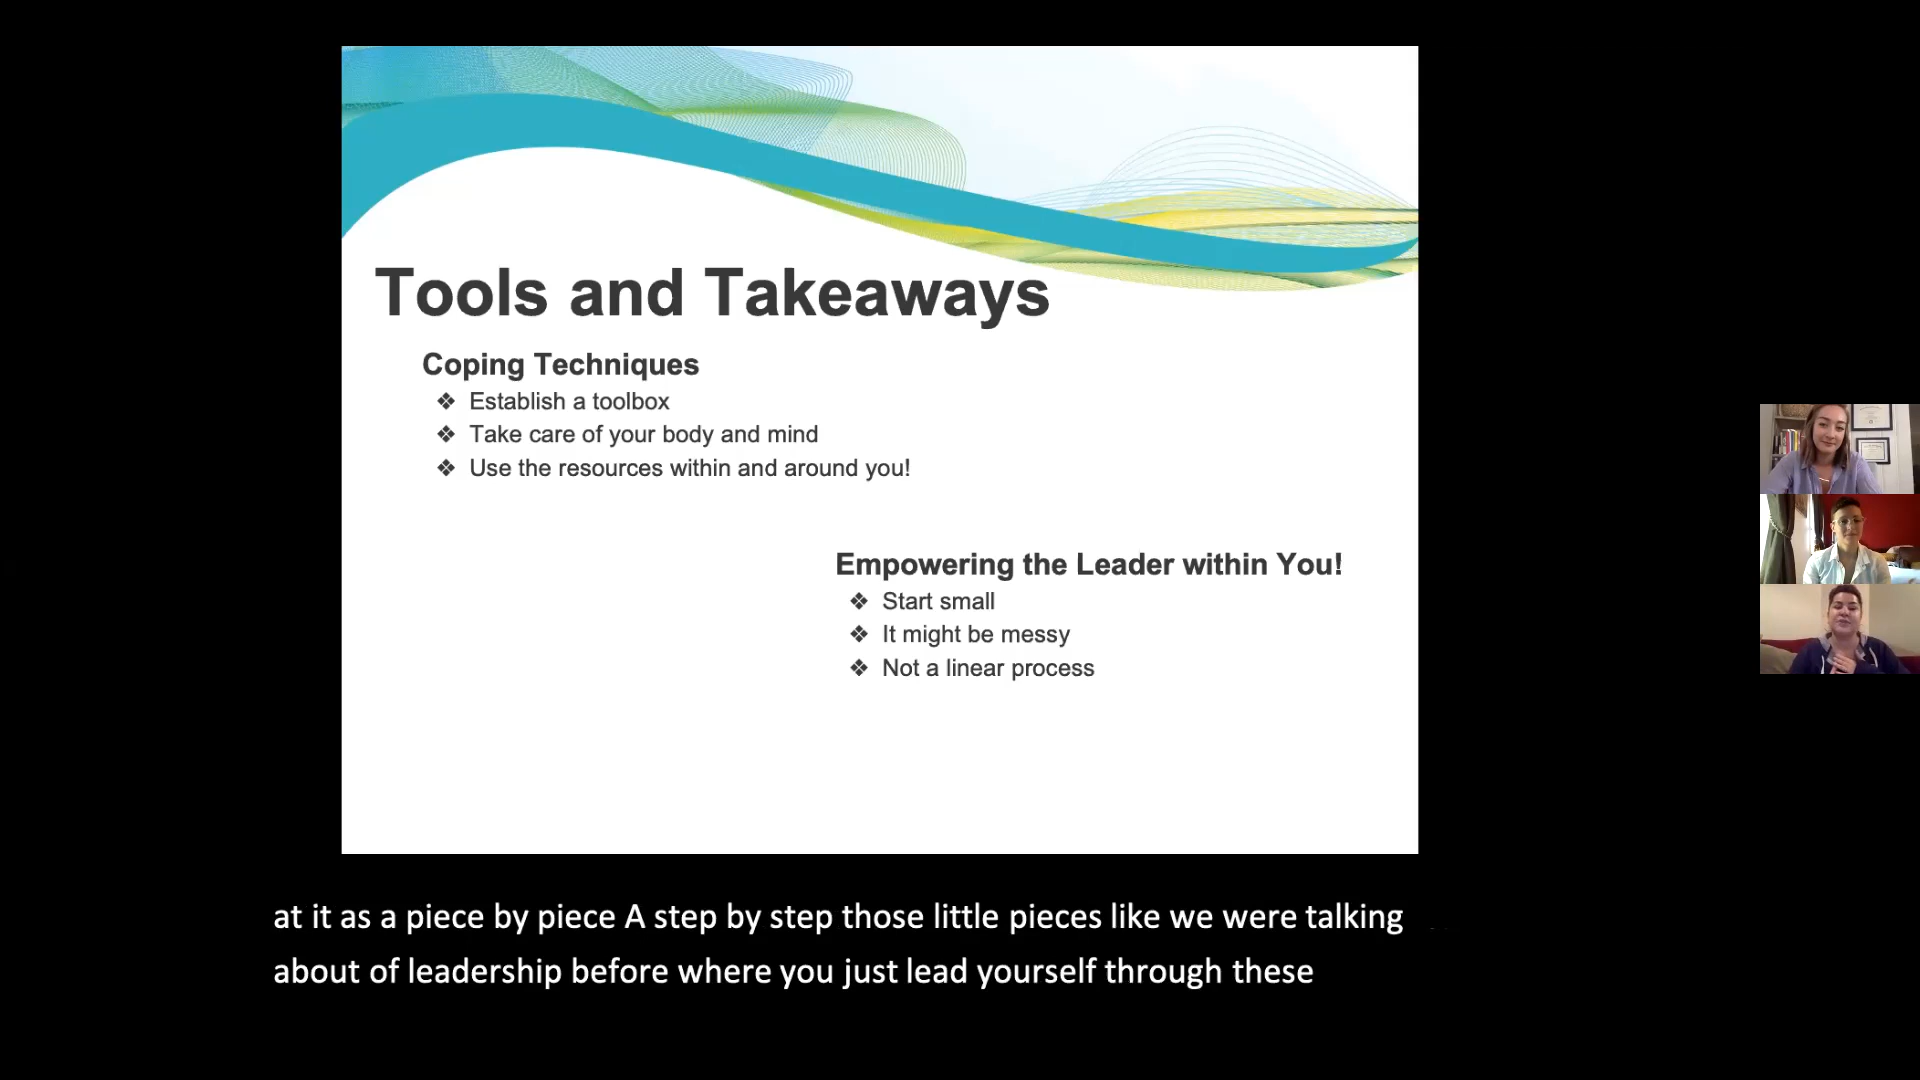 Tools and Takeaways
Coping Techniques
❖ Establish a toolbox
❖ Take care of your body and mind
❖ Use the resources within and around you!
Empowering the Leader within You!
❖ Start small
❖ It might be messy
❖ Not a linear process
at it as a piece by piece A step by step those little pieces like we were talking
about of leadership before where you just lead yourself through these